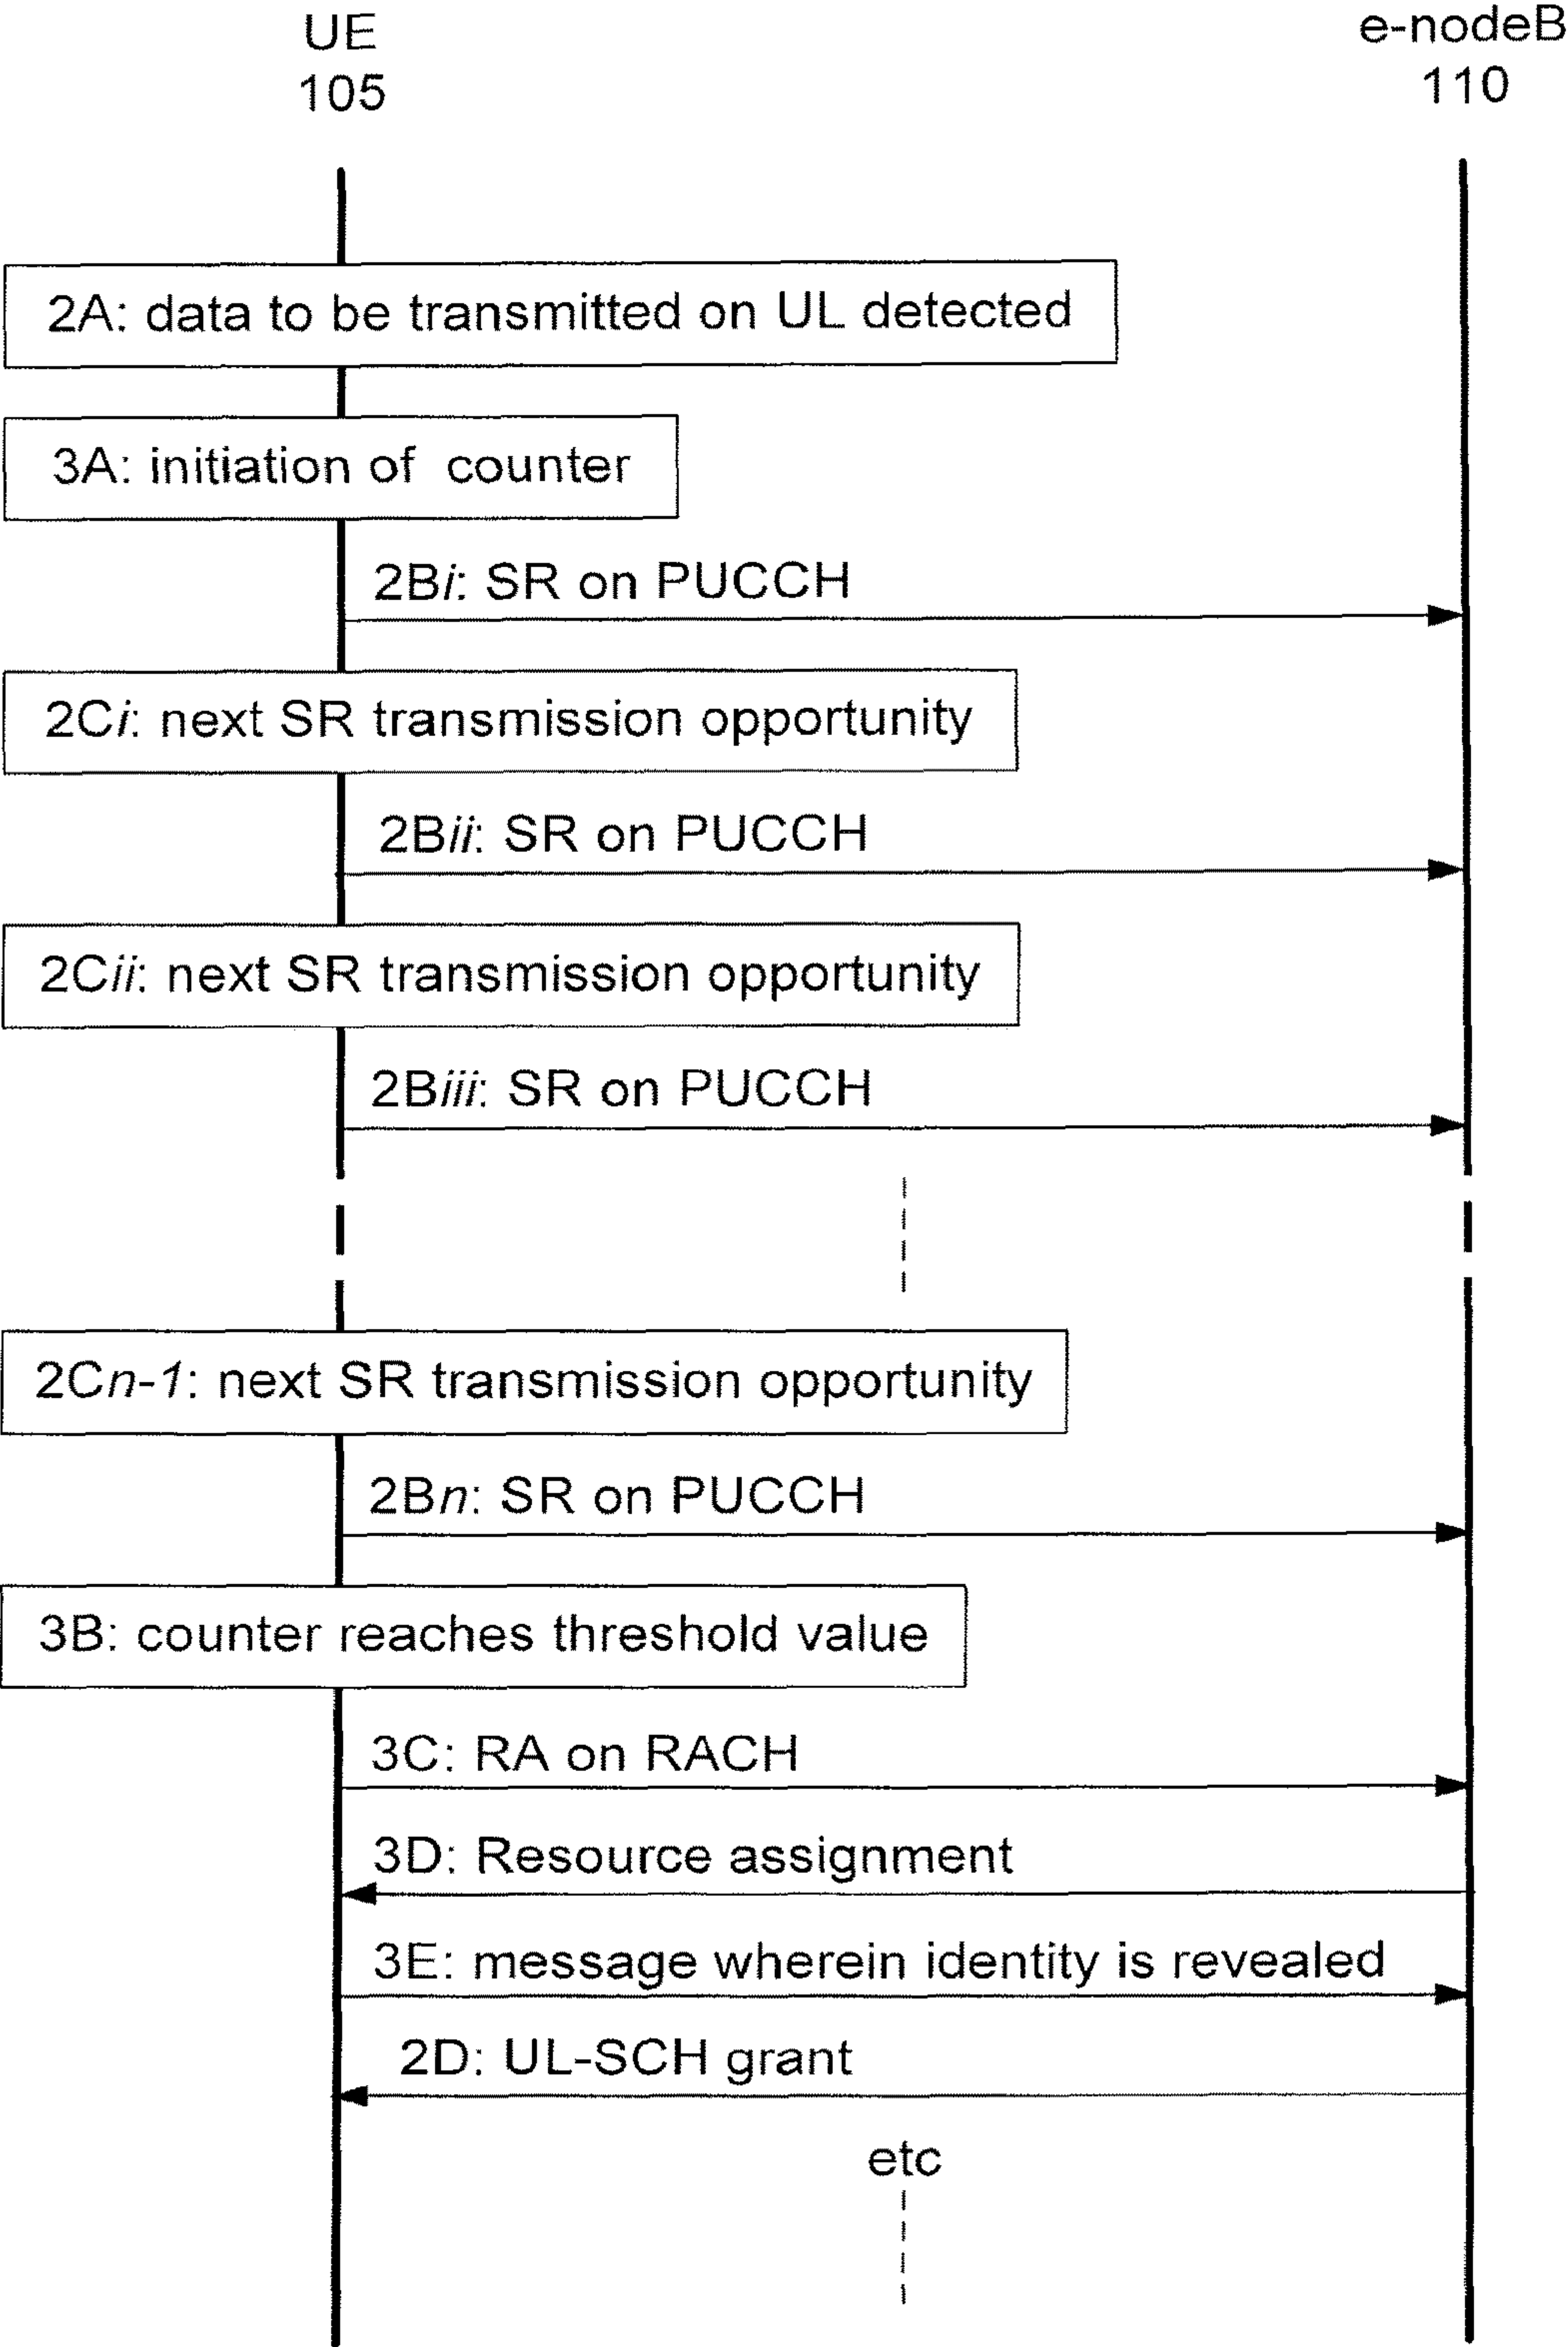 UE
105
e-nodeB
110
2A: data to be transmitted on UL detected
3A: initiation of counter
2Bi: SR on PUCCH
2Ci: next SR transmission opportunity
2Bii: SR on PUCCH
2Cii: next SR transmission opportunity
2Biii: SR on PUCCH
2Cn-1: next SR transmission opportunity
2Bn: SR on PUCCH
3B: counter reaches threshold value
3C: RA on RACH
3D: Resource assignment
3E: message wherein identity is revealed
2D: UL-SCH grant
etc